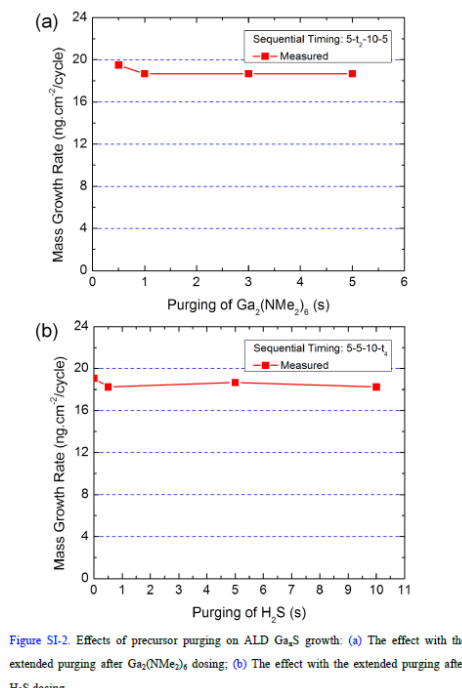 (a)
24
20
16
12
8
4
0
Mass Growth Rate (ng.cm⁻²/cycle)
Sequential Timing: 5-t₂-10-5
Measured
0 1 2 3 4 5 6
Purging of Ga₂(NMe₂)₆ (s)
(b)
24
20
16
12
8
4
0
Mass Growth Rate (ng.cm⁻²/cycle)
Sequential Timing: 5-5-10-t₄
Measured
0 1 2 3 4 5 6 7 8 9 10 11
Purging of H₂S (s)
Figure SI-2. Effects of precursor purging on ALD GaₓS growth: (a) The effect with th
extended purging after Ga₂(NMe₂)₆ dosing; (b) The effect with the extended purging afte
H₂S dosing